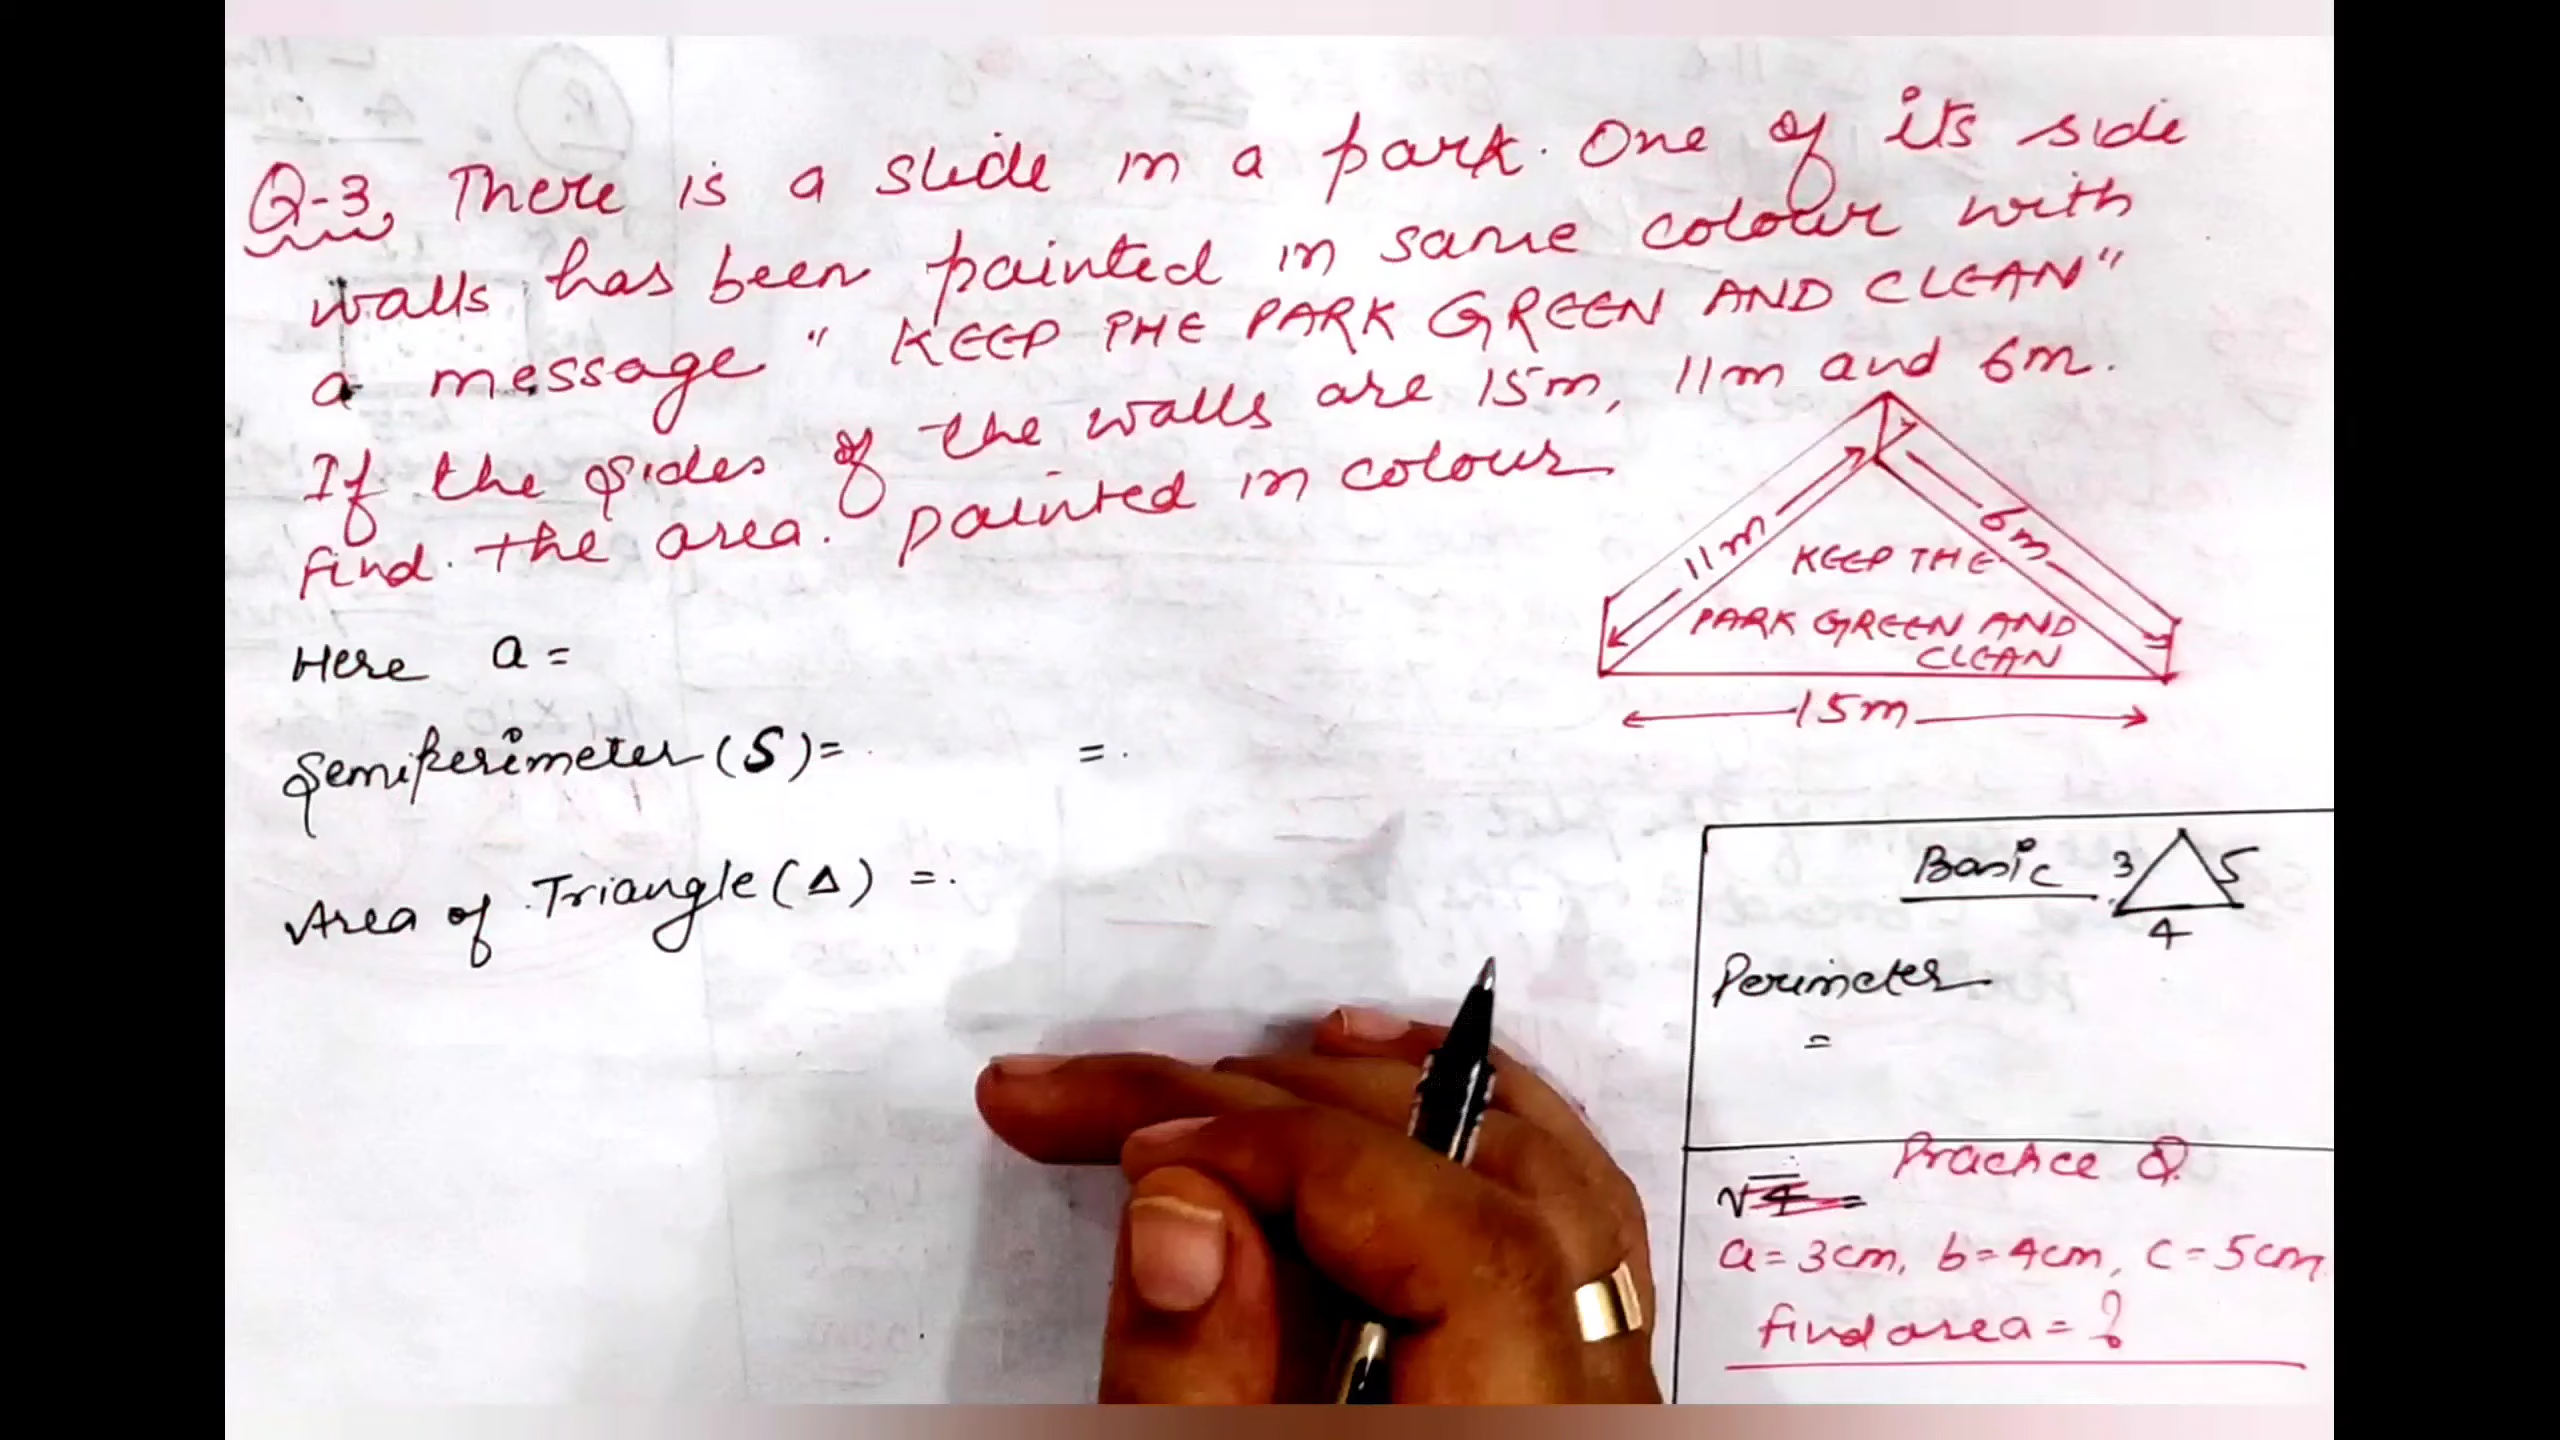 Q-3, There is a slide in a park. One of its side
walls has been painted in same colour with
a message "KEEP THE PARK GREEN AND CLEAN"
If the sides of the walls are 15m, 11m and 6m.
find the area. painted in colour
11m
6m
KEEP THE
PARK GREEN AND
CLEAN
15m
Here a =
Semiperimeter (S) = =
Area of Triangle (Δ) =
Basic 3 5
4
Perimeter
=
Practice Q
√4 =
a = 3cm, b = 4cm, c = 5cm
find area = ?